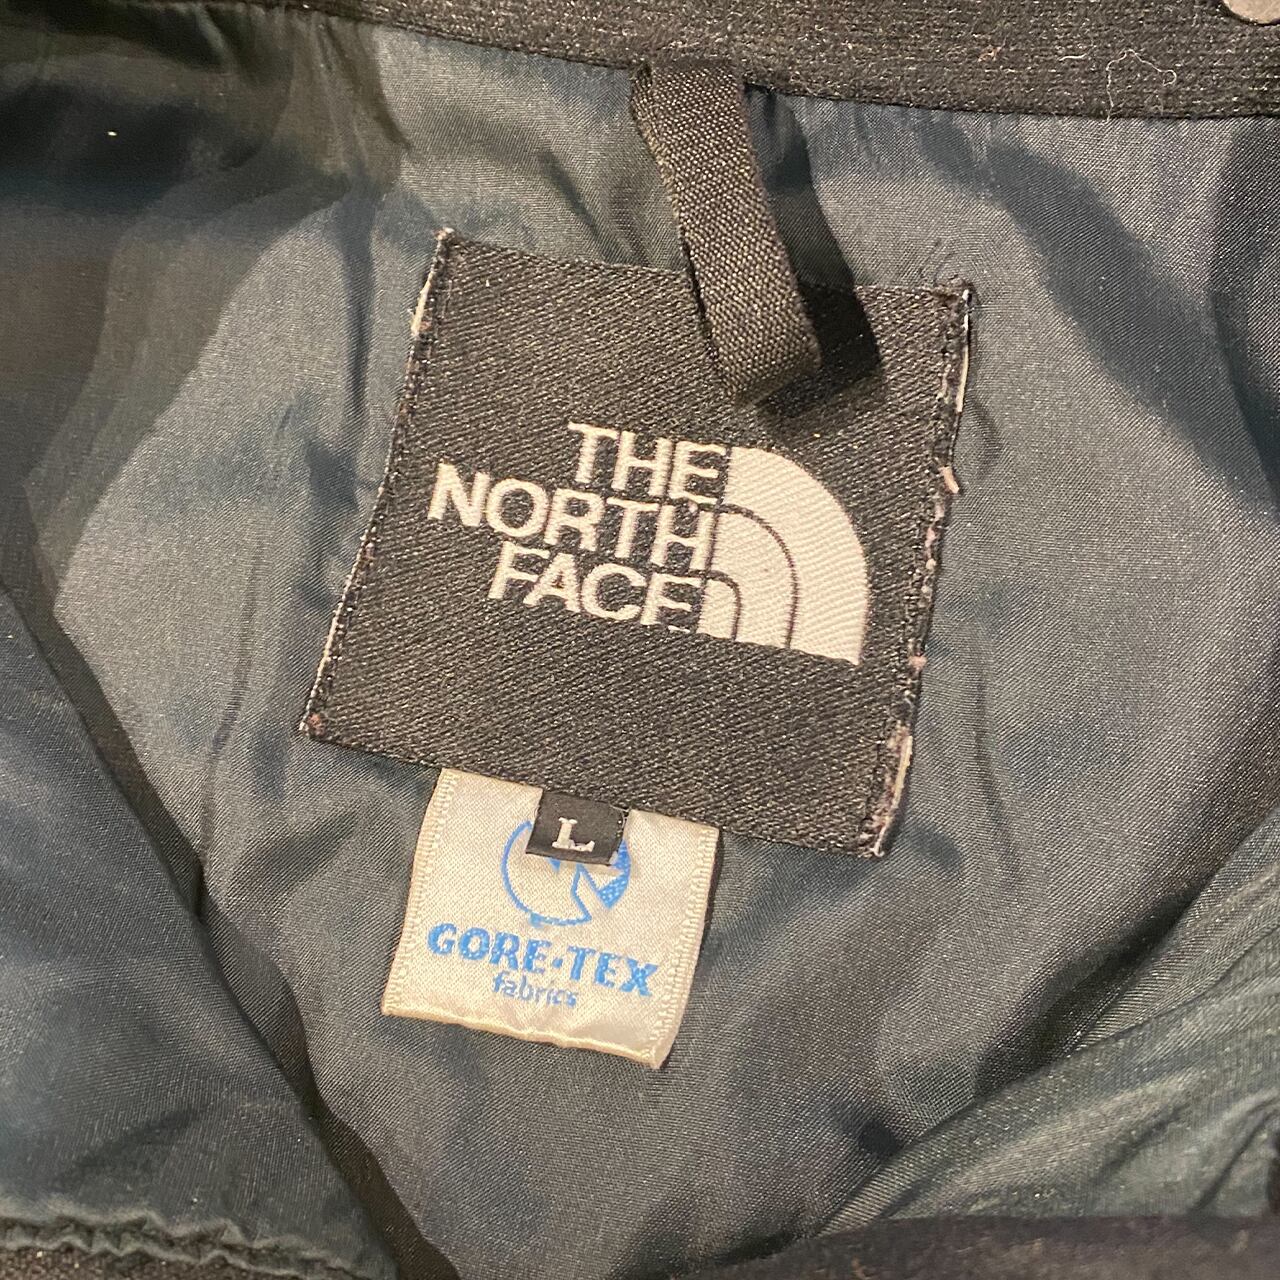 THE
NORTH
FACE
L
GORE-TEX
fabrics